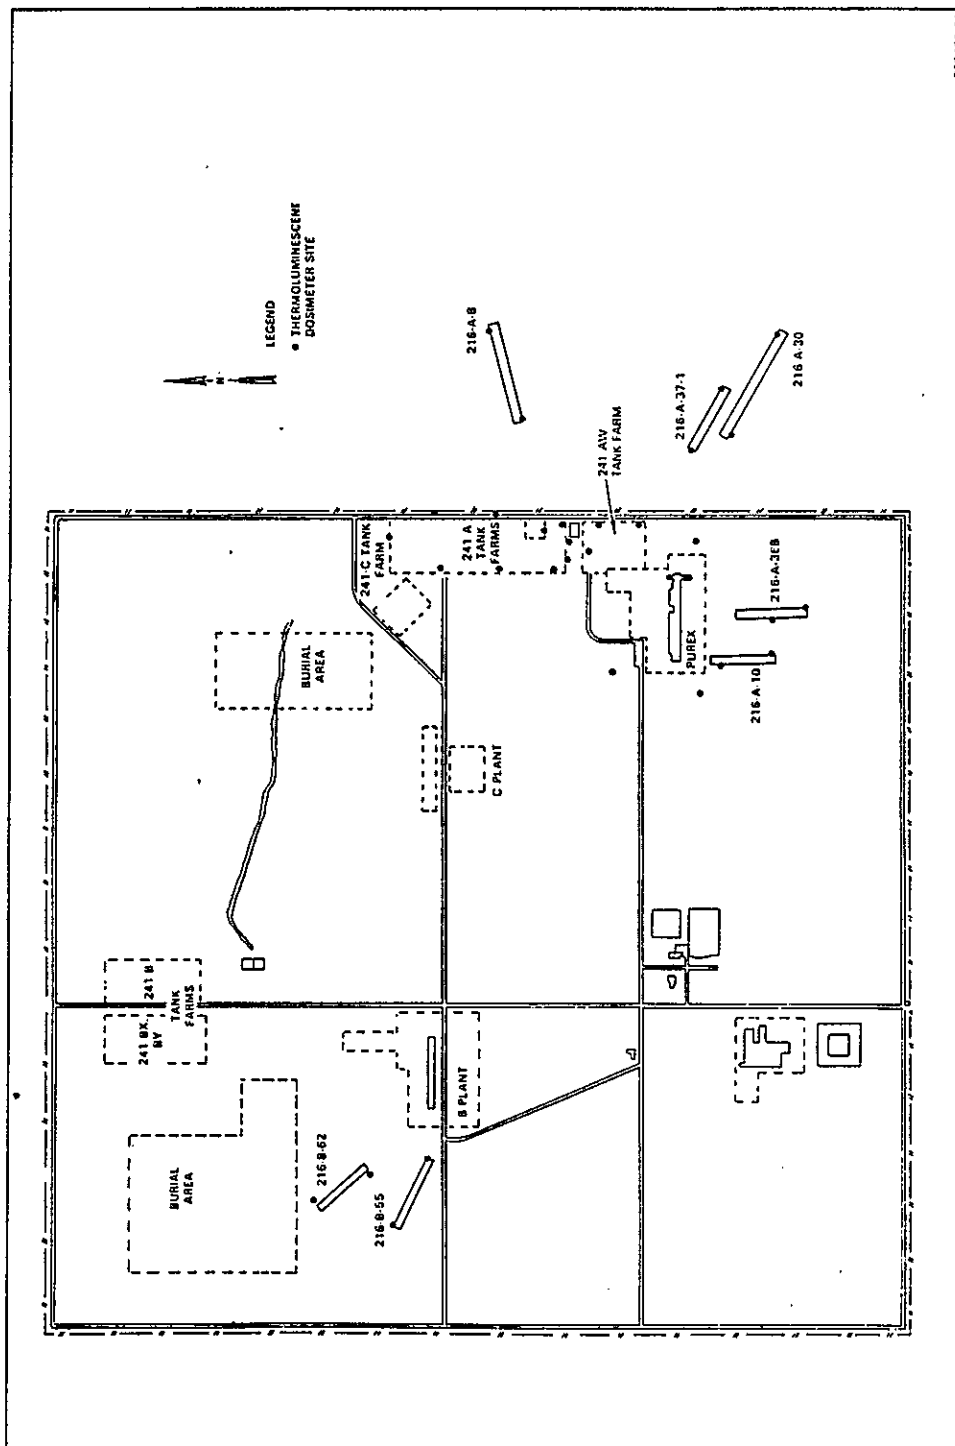 LEGEND
• THERMOLUMINESCENE
DOSIMETER SITE
N
216-A-8
241 AW
TANK FARM
216-A-37-1
216 A-30
241-C TANK
FARM
241 A
TANK
FARMS
BURIAL
AREA
PUREX
216-A-3EB
216-A-10
C PLANT
241 B
TANK
FARMS
241 BX,
BY
B PLANT
BURIAL
AREA
216-B-62
216-B-55